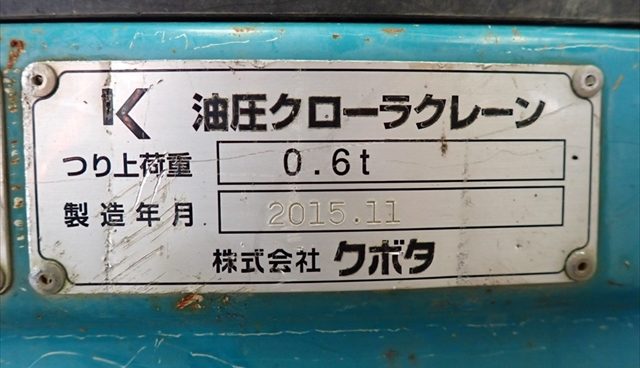 K 油圧クローラクレーン
つり上荷重 0.6t
製造年月 2015.11
株式会社 クボタ